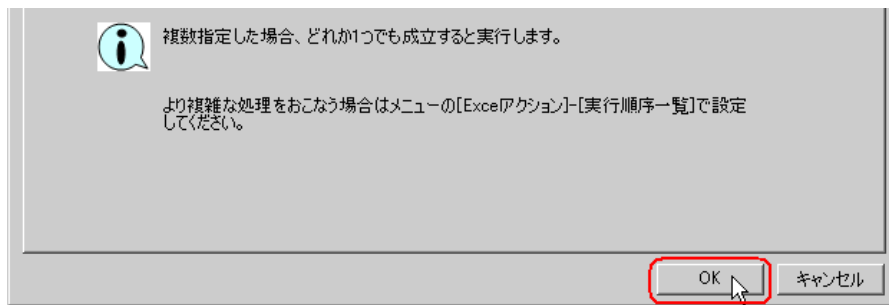 複数指定した場合、どれか1つでも成立すると実行します。
より複雑な処理をおこなう場合はメニューの[Excelアクション]-[実行順序一覧]で設定
してください。
OK
キャンセル